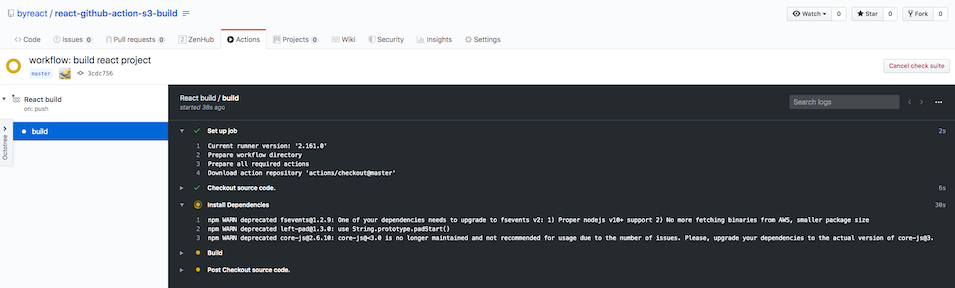 byreact / react-github-action-s3-build
Watch 0 Star 0 Fork 0
Code Issues 0 Pull requests 0 ZenHub Actions Projects 0 Wiki Security Insights Settings
workflow: build react project
master 3cdc756
Cancel check suite
React build
on: push
build
Octotree
React build / build
started 38s ago
Search logs
Set up job 2s
1 Current runner version: '2.161.0'
2 Prepare workflow directory
3 Prepare all required actions
4 Download action repository 'actions/checkout@master'
Checkout source code. 6s
Install Dependencies 30s
1 npm WARN deprecated fsevents@1.2.9: One of your dependencies needs to upgrade to fsevents v2: 1) Proper nodejs v10+ support 2) No more fetching binaries from AWS, smaller package size
2 npm WARN deprecated left-pad@1.3.0: use String.prototype.padStart()
3 npm WARN deprecated core-js@2.6.10: core-js@<3.0 is no longer maintained and not recommended for usage due to the number of issues. Please, upgrade your dependencies to the actual version of core-js@3.
Build
Post Checkout source code.